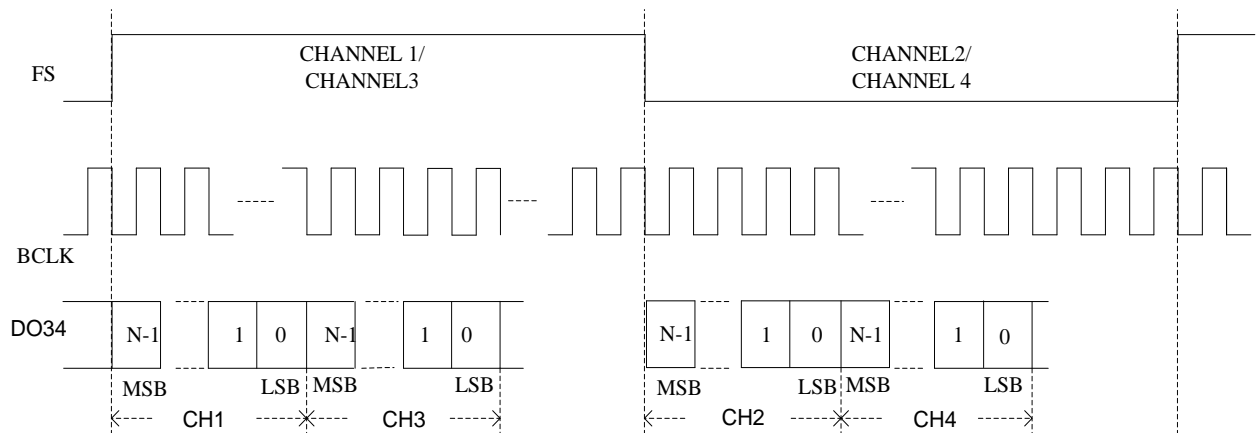 CHANNEL 1/
CHANNEL3
CHANNEL2/
CHANNEL 4
FS
BCLK
DO34
N-1
1
0
N-1
1
0
N-1
1
0
N-1
1
0
MSB
LSB
MSB
LSB
MSB
LSB
MSB
LSB
CH1
CH3
CH2
CH4